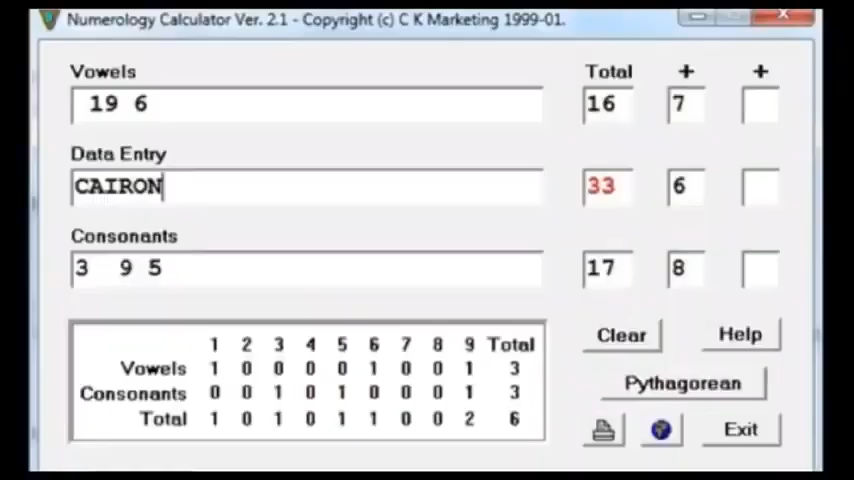 Numerology Calculator Ver. 2.1 - Copyright (c) C K Marketing 1999-01.
Vowels Total + +
19 6 16 7
Data Entry
CAIRON 33 6
Consonants
3 9 5 17 8
1 2 3 4 5 6 7 8 9 Total
Vowels 1 0 0 0 0 1 0 0 1 3
Consonants 0 0 1 0 1 0 0 0 1 3
Total 1 0 1 0 1 1 0 0 2 6
Clear Help
Pythagorean
Exit